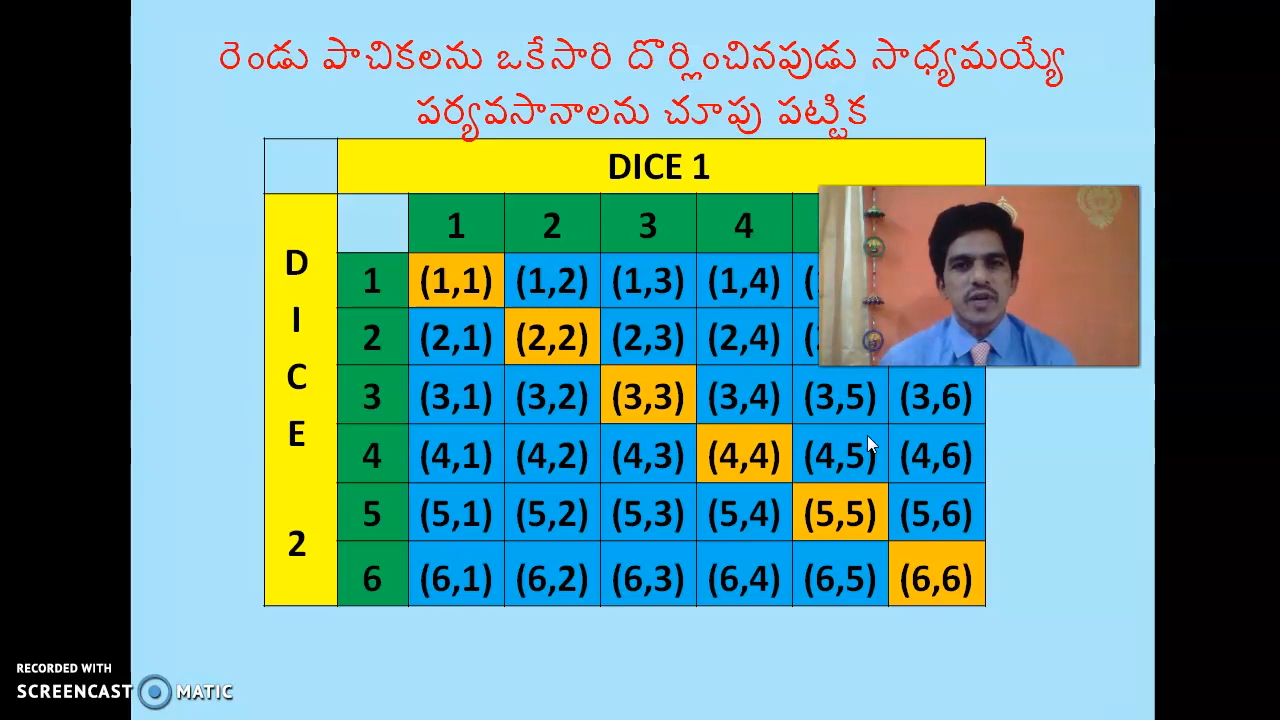 రెండు పాచికలను ఒకేసారి దొర్లించినపుడు సాధ్యమయ్యే
పర్యవసానాలను చూపు పట్టిక
DICE 1
1 2 3 4
1 (1,1) (1,2) (1,3) (1,4)
2 (2,1) (2,2) (2,3) (2,4)
3 (3,1) (3,2) (3,3) (3,4) (3,5) (3,6)
4 (4,1) (4,2) (4,3) (4,4) (4,5) (4,6)
5 (5,1) (5,2) (5,3) (5,4) (5,5) (5,6)
6 (6,1) (6,2) (6,3) (6,4) (6,5) (6,6)
D
I
C
E
2
RECORDED WITH
SCREENCAST MATIC